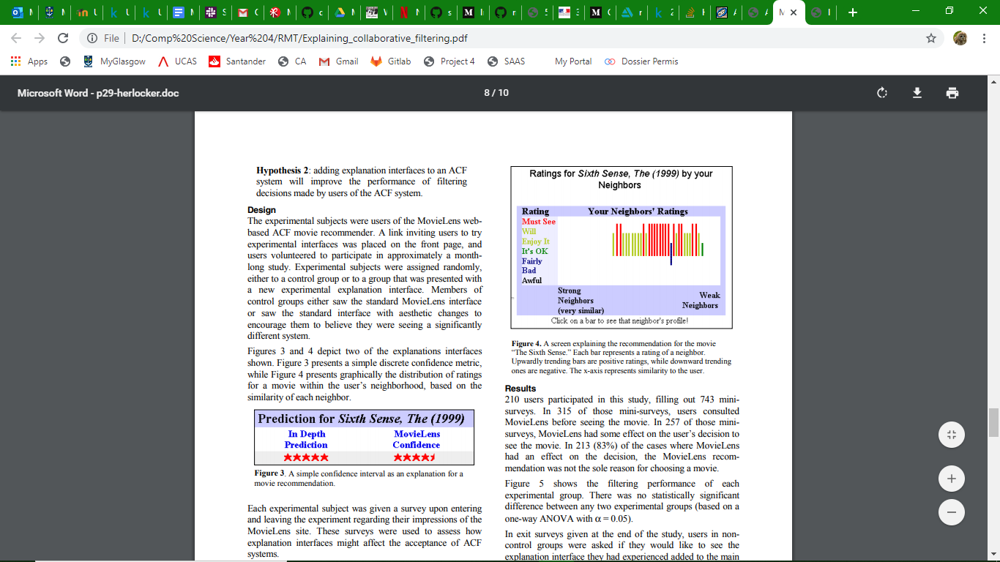 File
D:/Comp%20Science/Year%204/RMT/Explaining_collaborative_filtering.pdf
Apps
MyGlasgow
UCAS
Santander
CA
Gmail
Gitlab
Project 4
SAAS
My Portal
Dossier Permis
Microsoft Word - p29-herlocker.doc
8 / 10
Hypothesis 2: adding explanation interfaces to an ACF
system will improve the performance of filtering
decisions made by users of the ACF system.
Design
The experimental subjects were users of the MovieLens web-
based ACF movie recommender. A link inviting users to try
experimental interfaces was placed on the front page, and
users volunteered to participate in approximately a month-
long study. Experimental subjects were assigned randomly,
either to a control group or to a group that was presented with
a new experimental explanation interface. Members of
control groups either saw the standard MovieLens interface
or saw the standard interface with aesthetic changes to
encourage them to believe they were seeing a significantly
different system.
Figures 3 and 4 depict two of the explanations interfaces
shown. Figure 3 presents a simple discrete confidence metric,
while Figure 4 presents graphically the distribution of ratings
for a movie within the user's neighborhood, based on the
similarity of each neighbor.
Prediction for Sixth Sense, The (1999)
In Depth
Prediction
MovieLens
Confidence
Figure 3. A simple confidence interval as an explanation for a
movie recommendation.
Each experimental subject was given a survey upon entering
and leaving the experiment regarding their impressions of the
MovieLens site. These surveys were used to assess how
explanation interfaces might affect the acceptance of ACF
systems.
Ratings for Sixth Sense, The (1999) by your
Neighbors
Rating
Your Neighbors' Ratings
Must See
Will
Enjoy It
It's OK
Fairly
Bad
Awful
Strong
Neighbors
(very similar)
Weak
Neighbors
Click on a bar to see that neighbor's profile!
Figure 4. A screen explaining the recommendation for the movie
“The Sixth Sense.” Each bar represents a rating of a neighbor.
Upwardly trending bars are positive ratings, while downward trending
ones are negative. The x-axis represents similarity to the user.
Results
210 users participated in this study, filling out 743 mini-
surveys. In 315 of those mini-surveys, users consulted
MovieLens before seeing the movie. In 257 of those mini-
surveys, MovieLens had some effect on the user's decision to
see the movie. In 213 (83%) of the cases where MovieLens
had an effect on the decision, the MovieLens recom-
mendation was not the sole reason for choosing a movie.
Figure 5 shows the filtering performance of each
experimental group. There was no statistically significant
difference between any two experimental groups (based on a
one-way ANOVA with α = 0.05).
In exit surveys given at the end of the study, users in non-
control groups were asked if they would like to see the
explanation interface they had experienced added to the main